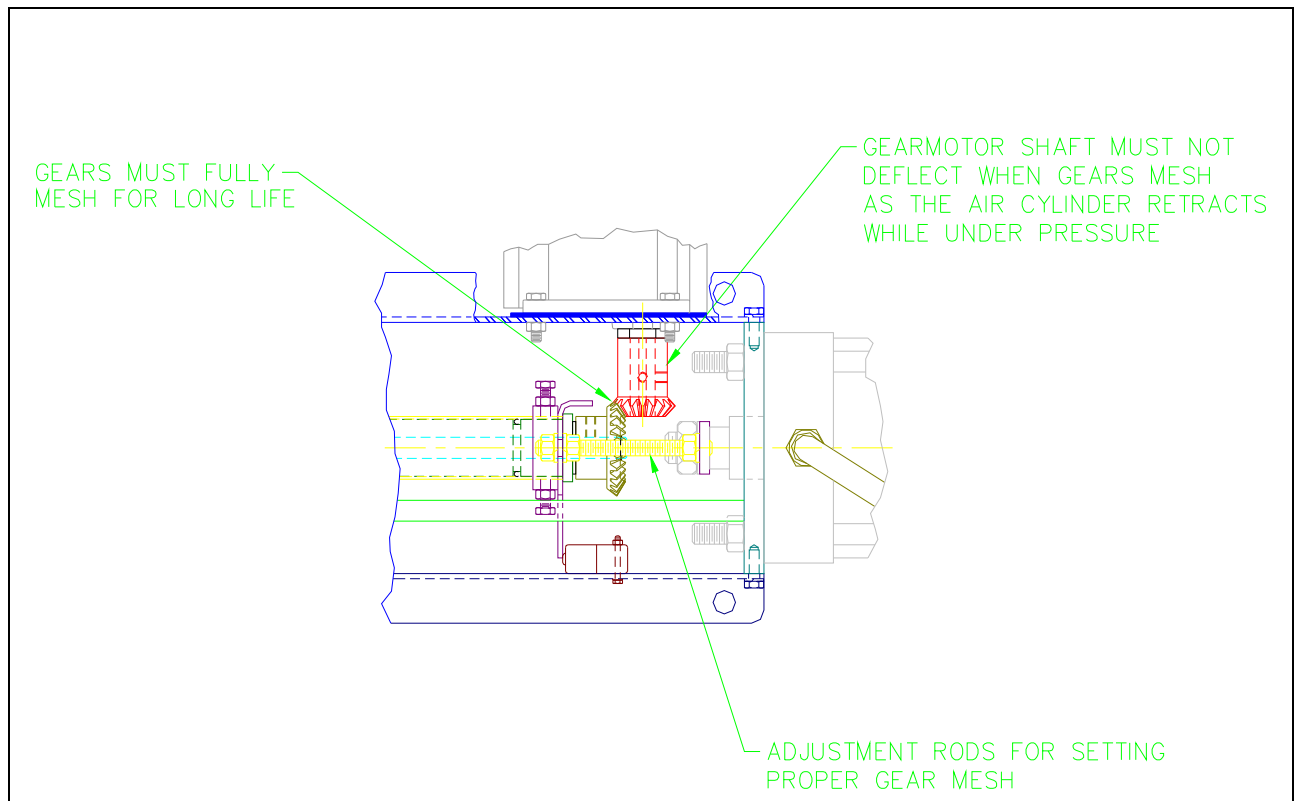 GEARS MUST FULLY
MESH FOR LONG LIFE
GEARMOTOR SHAFT MUST NOT
DEFLECT WHEN GEARS MESH
AS THE AIR CYLINDER RETRACTS
WHILE UNDER PRESSURE
ADJUSTMENT RODS FOR SETTING
PROPER GEAR MESH